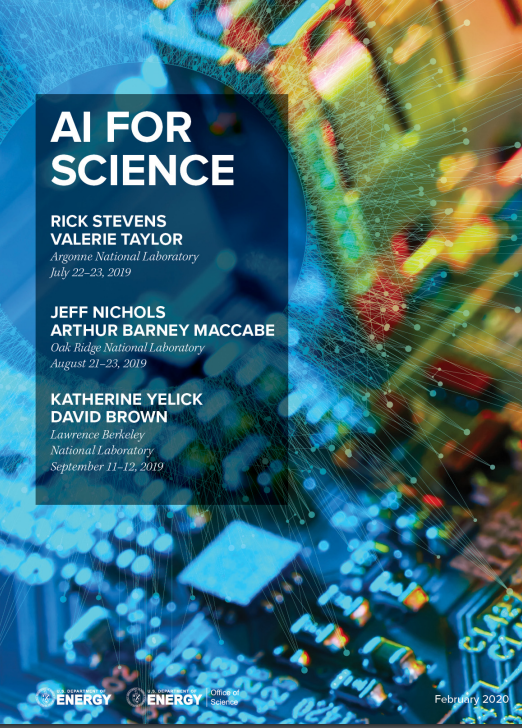 AI FOR
SCIENCE
RICK STEVENS
VALERIE TAYLOR
Argonne National Laboratory
July 22–23, 2019
JEFF NICHOLS
ARTHUR BARNEY MACCABE
Oak Ridge National Laboratory
August 21–23, 2019
KATHERINE YELICK
DAVID BROWN
Lawrence Berkeley
National Laboratory
September 11–12, 2019
U.S. DEPARTMENT OF
ENERGY
U.S. DEPARTMENT OF
ENERGY
Office of
Science
February 2020